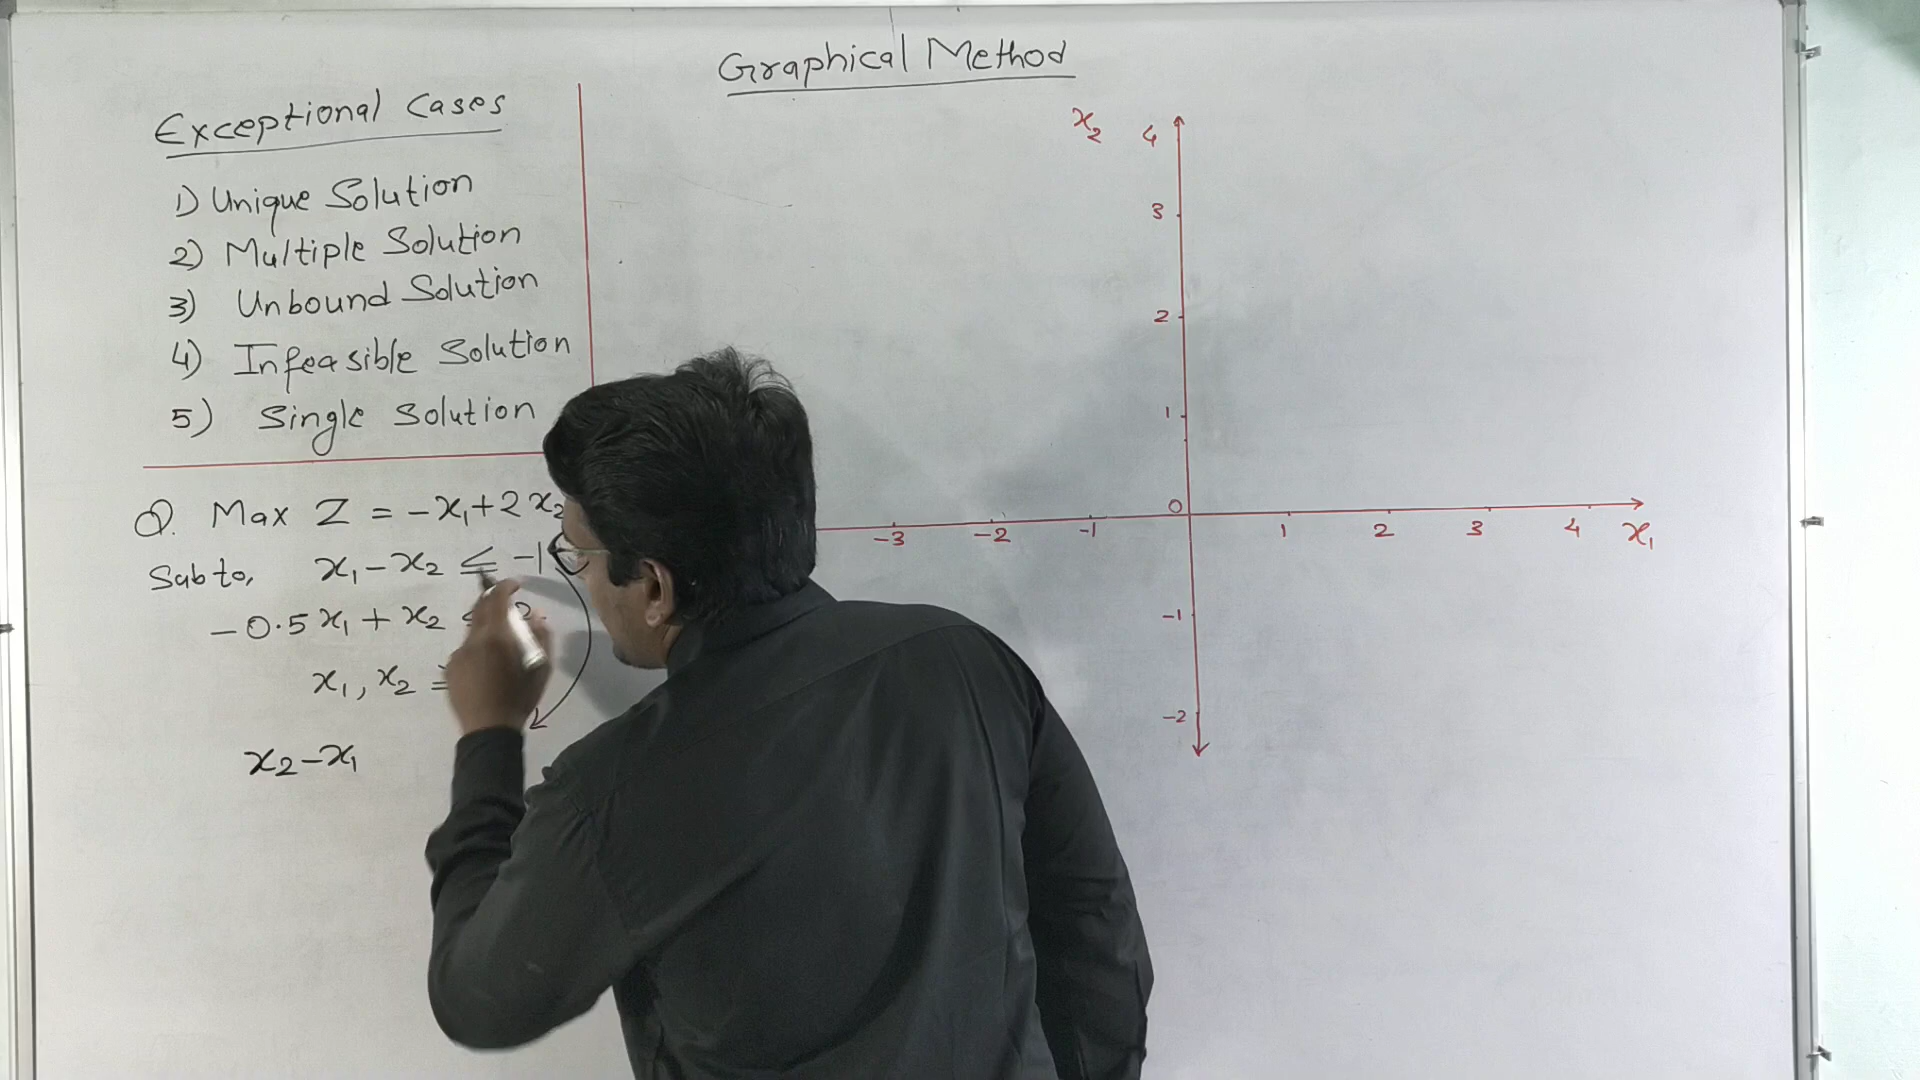 Graphical Method
Exceptional Cases
1) Unique Solution
2) Multiple Solution
3) Unbound Solution
4) Infeasible Solution
5) Single Solution
Q. Max Z = -x₁+2x₂
Sub to, x₁-x₂ ≤ -1
-0.5x₁+x₂ 2
x₁,x₂
x₂-x₁
x₂
4
3
2
1
0
-3 -2 -1 1 2 3 4 x₁
-1
-2